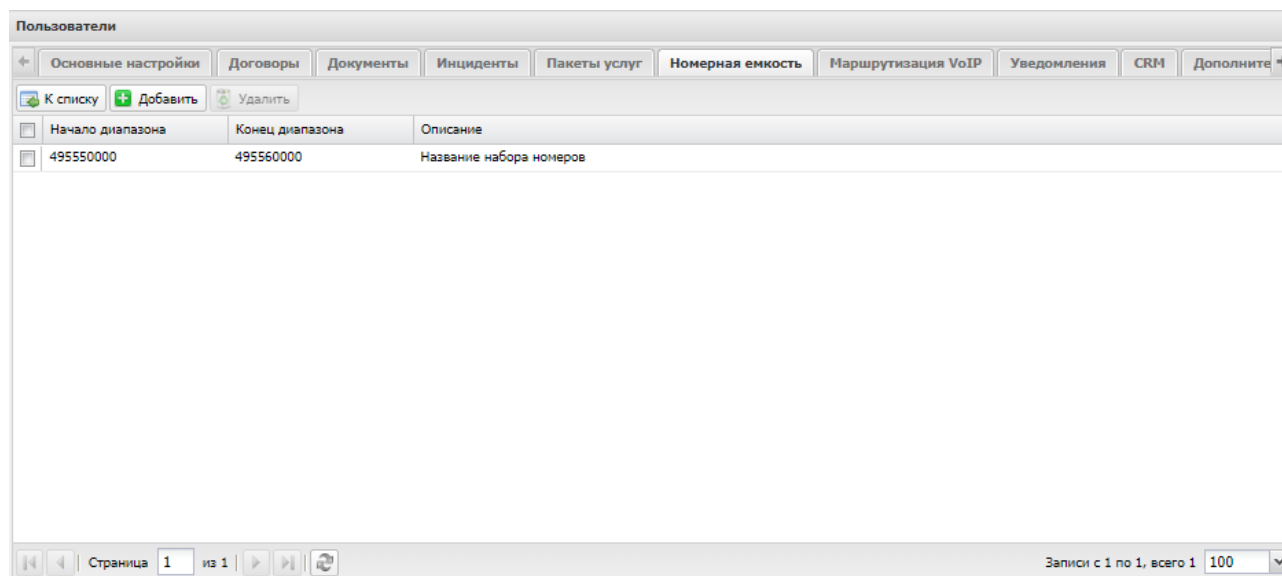 Пользователи
Основные настройки Договоры Документы Инциденты Пакеты услуг Номерная емкость Маршрутизация VoIP Уведомления CRM Дополните
К списку Добавить Удалить
Начало диапазона Конец диапазона Описание
495550000 495560000 Название набора номеров
Страница 1 из 1 Записи с 1 по 1, всего 1 100